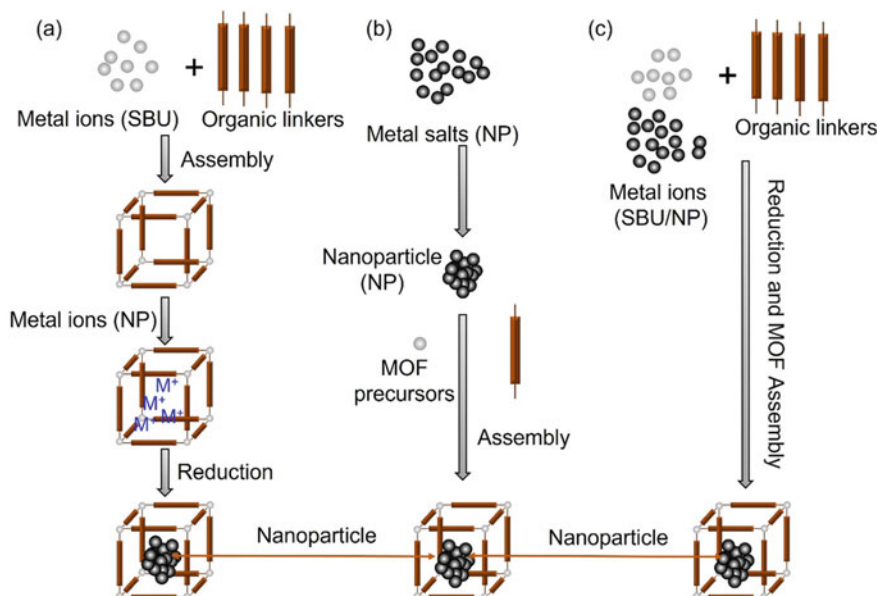 (a)
Metal ions (SBU)
+
Organic linkers
Assembly
Metal ions (NP)
M⁺
M⁺
M⁺
M⁺
Reduction
Nanoparticle
(b)
Metal salts (NP)
Nanoparticle
(NP)
MOF
precursors
Assembly
Nanoparticle
(c)
+
Organic linkers
Metal ions
(SBU/NP)
Reduction and MOF Assembly